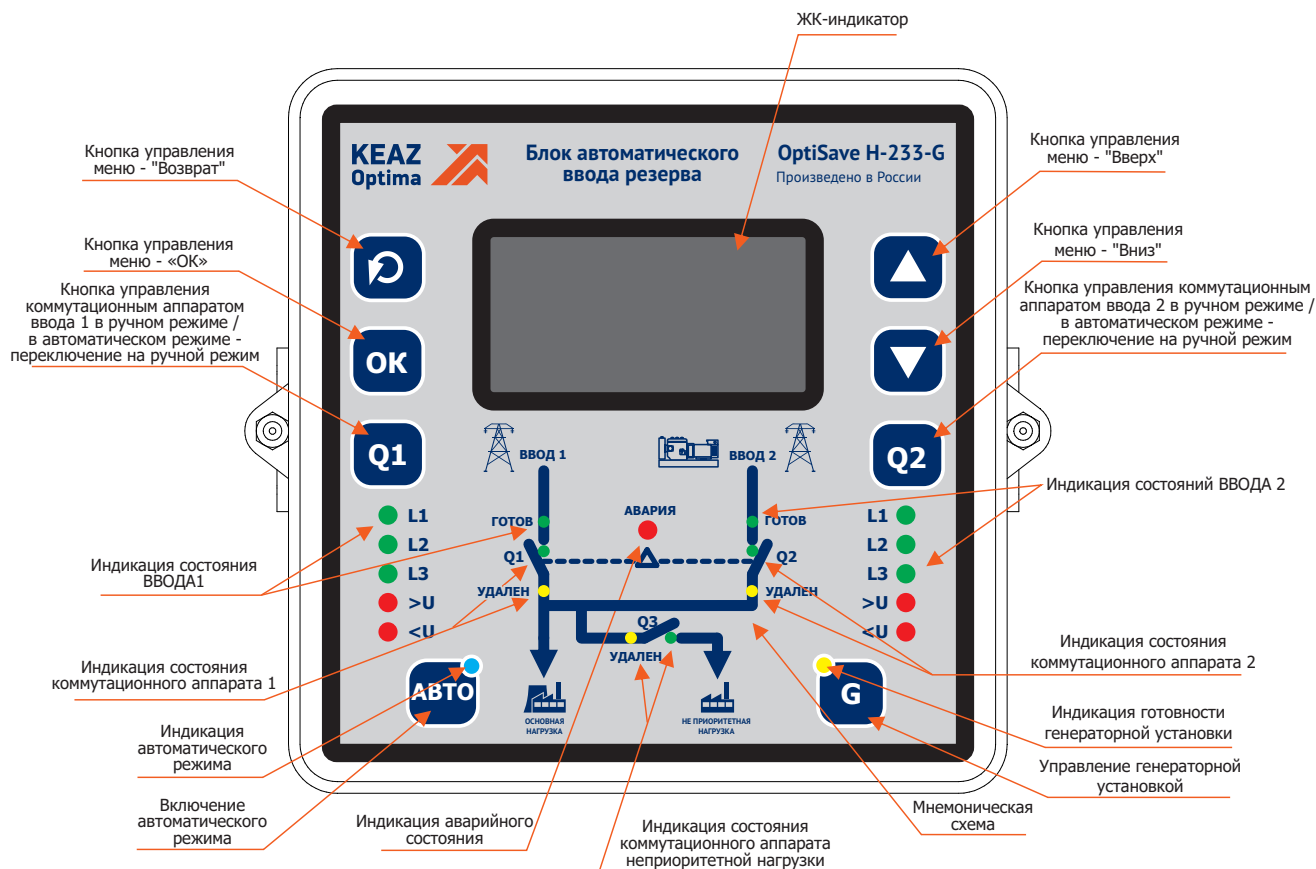 ЖК-индикатор
Кнопка управления
меню - "Возврат"
Кнопка управления
меню - «ОК»
Кнопка управления
коммутационным аппаратом
ввода 1 в ручном режиме /
в автоматическом режиме -
переключение на ручной режим
Индикация состояния
ВВОДА1
Индикация состояния
коммутационного аппарата 1
Индикация
автоматического
режима
Включение
автоматического
режима
KEAZ
Optima
Блок автоматического
ввода резерва
OptiSave H-233-G
Произведено в России
ОК
Q1
Q2
ВВОД 1
ВВОД 2
L1
L2
L3
>U
<U
ГОТОВ
АВАРИЯ
ГОТОВ
Q1
Q2
УДАЛЕН
УДАЛЕН
Q3
УДАЛЕН
L1
L2
L3
>U
<U
АВТО
ОСНОВНАЯ
НАГРУЗКА
НЕ ПРИОРИТЕТНАЯ
НАГРУЗКА
G
Кнопка управления
меню - "Вверх"
Кнопка управления
меню - "Вниз"
Кнопка управления коммутационным
аппаратом ввода 2 в ручном режиме /
в автоматическом режиме -
переключение на ручной режим
Индикация состояний ВВОДА 2
Индикация состояния
коммутационного аппарата 2
Индикация готовности
генераторной установки
Управление генераторной
установкой
Мнемоническая
схема
Индикация аварийного
состояния
Индикация состояния
коммутационного аппарата
неприоритетной нагрузки